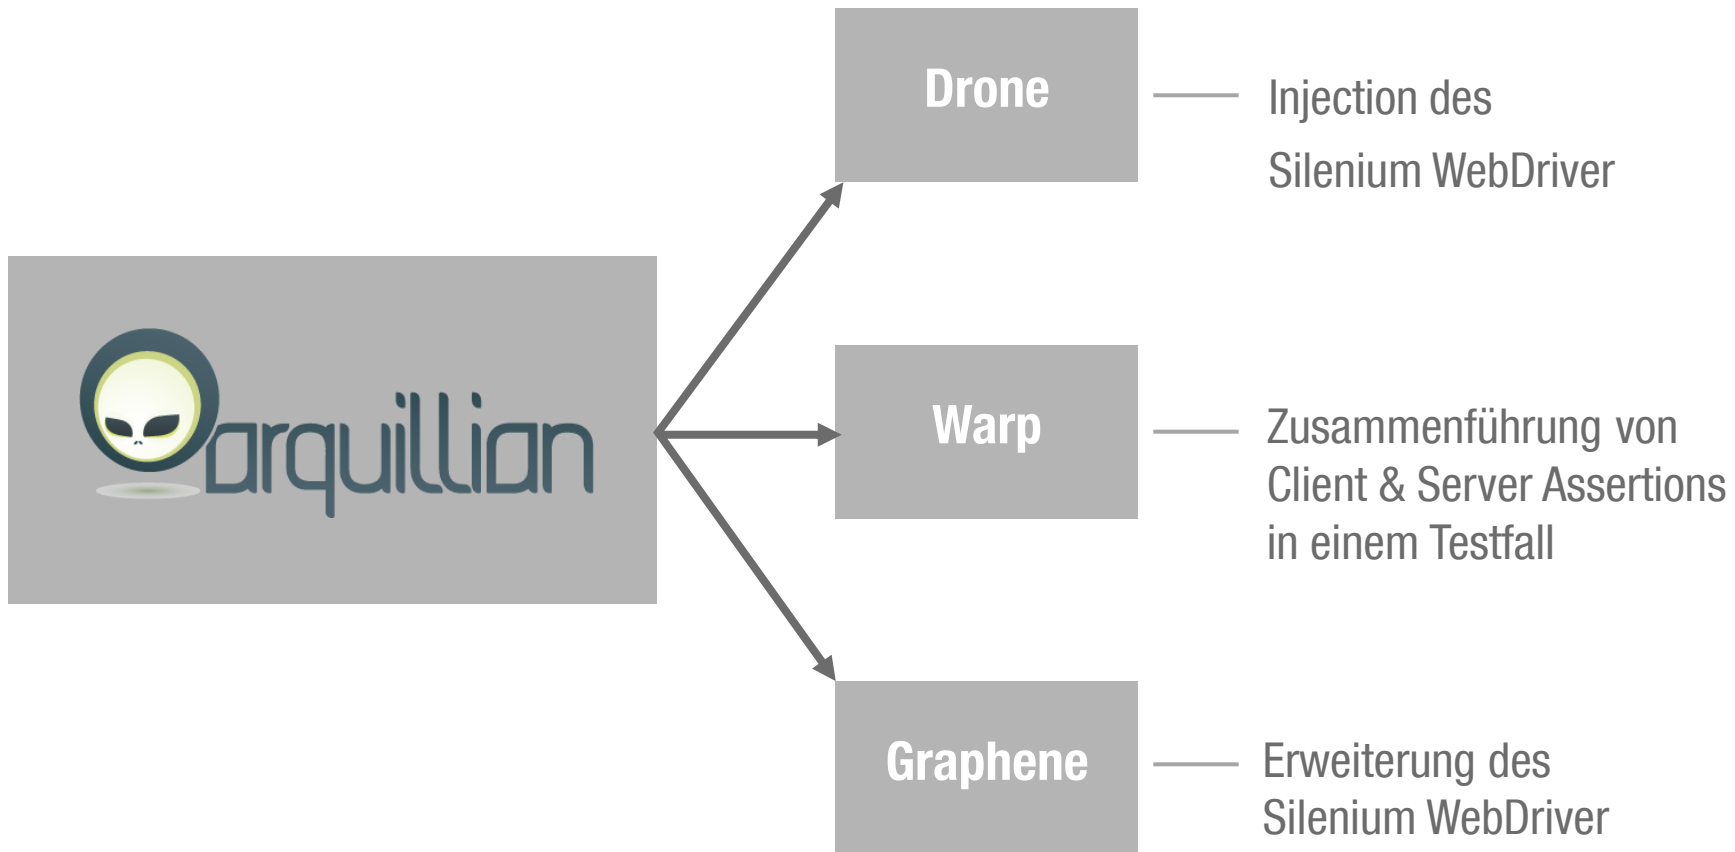 Drone
Injection des
Silenium WebDriver
arquillian
Warp
Zusammenführung von
Client & Server Assertions
in einem Testfall
Graphene
Erweiterung des
Silenium WebDriver